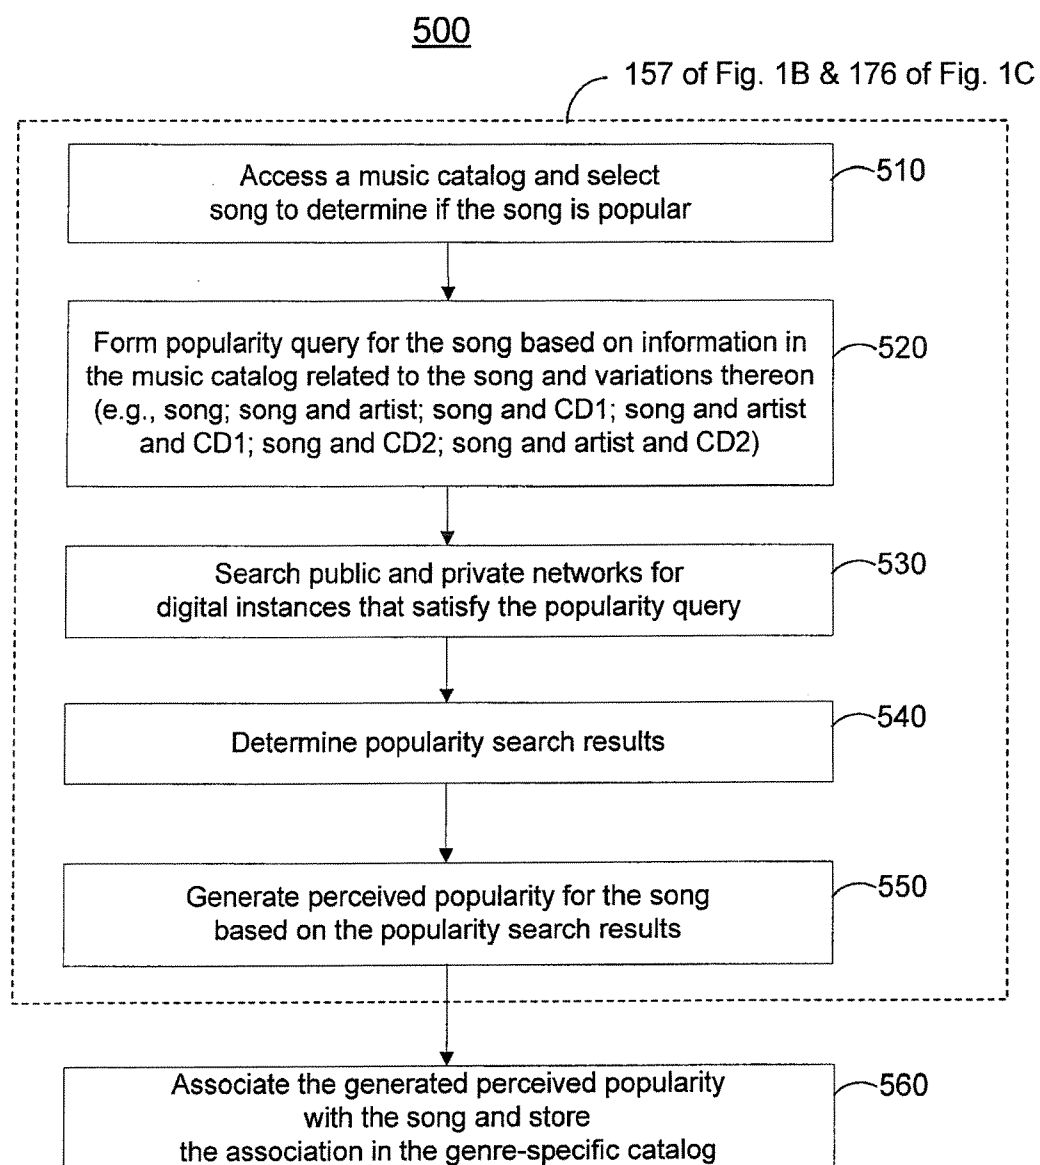 500
157 of Fig. 1B & 176 of Fig. 1C
Access a music catalog and select
song to determine if the song is popular
510
Form popularity query for the song based on information in
the music catalog related to the song and variations thereon
(e.g., song; song and artist; song and CD1; song and artist
and CD1; song and CD2; song and artist and CD2)
520
Search public and private networks for
digital instances that satisfy the popularity query
530
Determine popularity search results
540
Generate perceived popularity for the song
based on the popularity search results
550
Associate the generated perceived popularity
with the song and store
the association in the genre-specific catalog
560